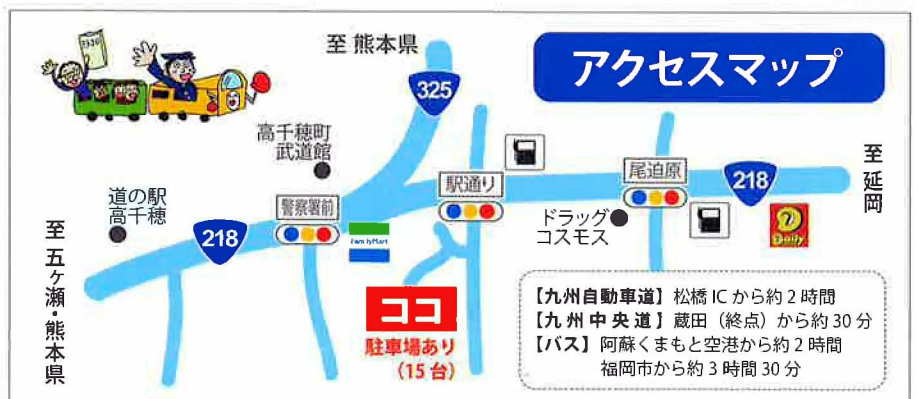 アクセスマップ
至 熊本県
325
高千穂町
武道館
道の駅
高千穂
警察署前
駅通り
尾迫原
218
至 延岡
218
FamilyMart
ドラッグ
コスモス
Daily
至 五ヶ瀬・熊本県
ココ
駐車場あり
(15台)
【九州自動車道】松橋ICから約2時間
【九州中央道】蔵田（終点）から約30分
【バス】阿蘇くまもと空港から約2時間
福岡市から約3時間30分